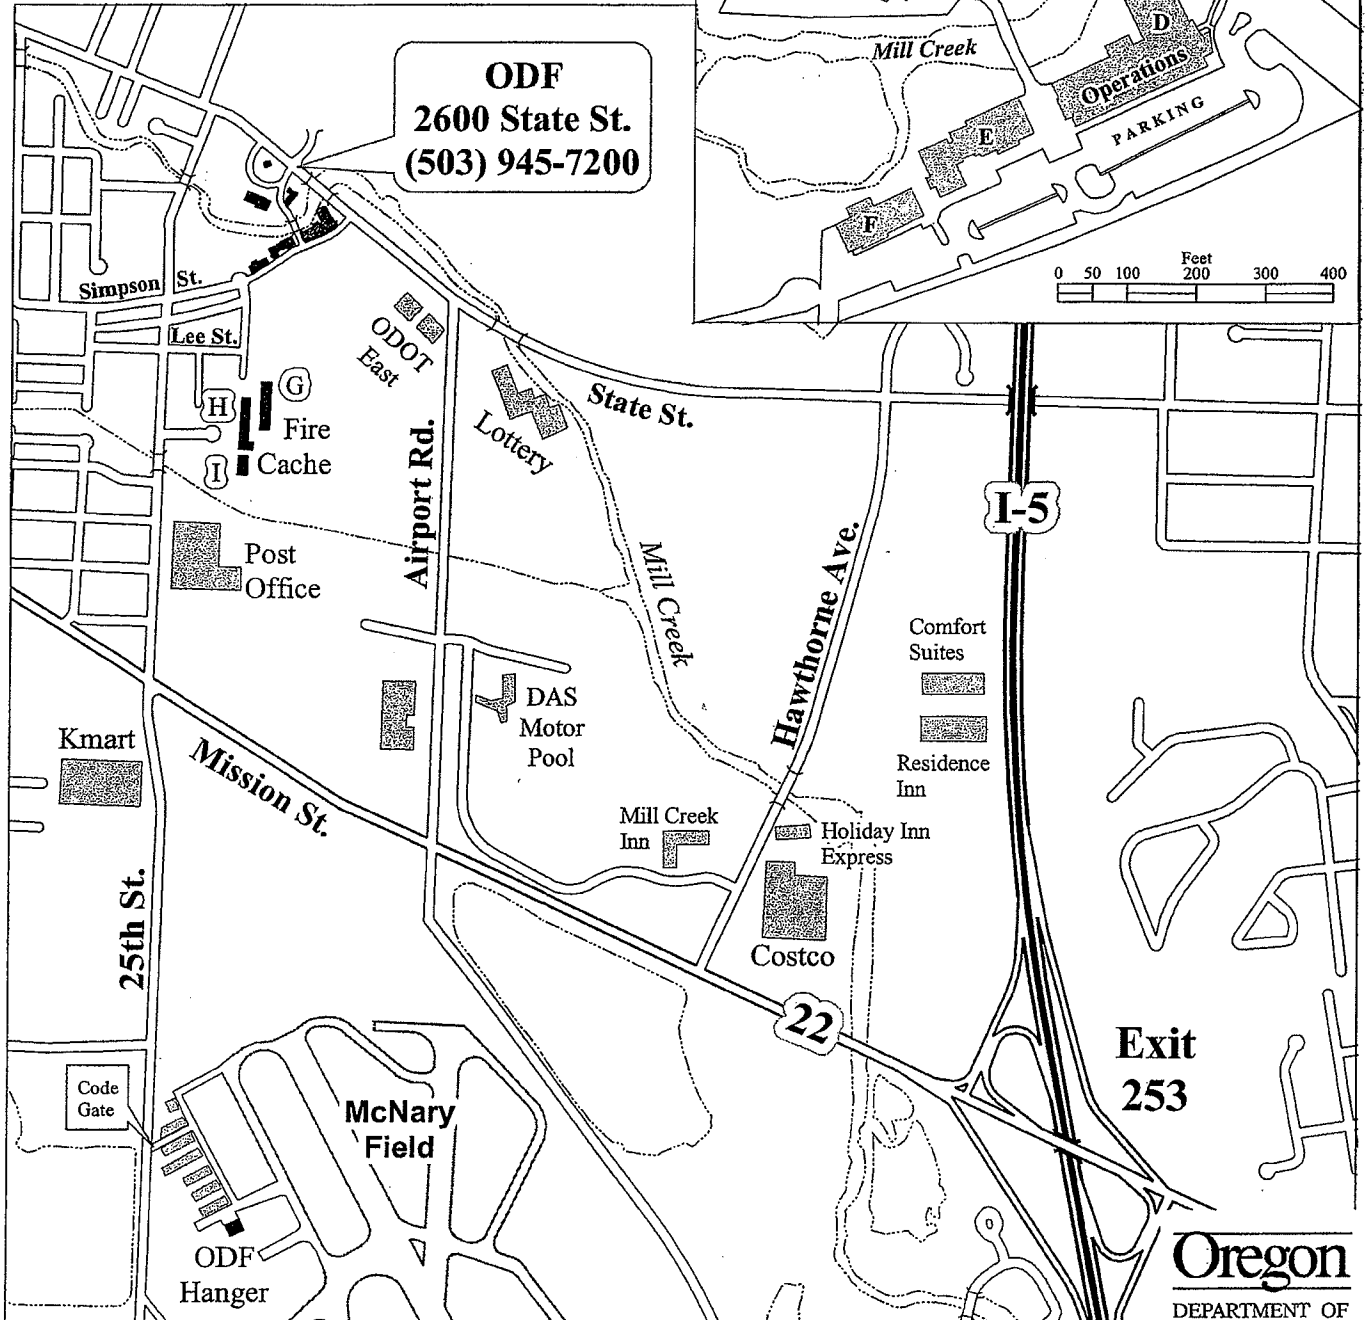 ODF
2600 State St.
(503) 945-7200
Mill Creek
D
Operations
E
PARKING
F
Feet
0 50 100 200 300 400
Simpson St.
Lee St.
ODOT
East
G
H
Fire
Cache
I
State St.
Lottery
Airport Rd.
I-5
Post
Office
Mill Creek
Hawthorne Ave.
Comfort
Suites
DAS
Motor
Pool
Kmart
Mission St.
Residence
Inn
Mill Creek
Inn
Holiday Inn
Express
25th St.
Costco
22
Exit
253
Code
Gate
McNary
Field
ODF
Hanger
Oregon
DEPARTMENT OF